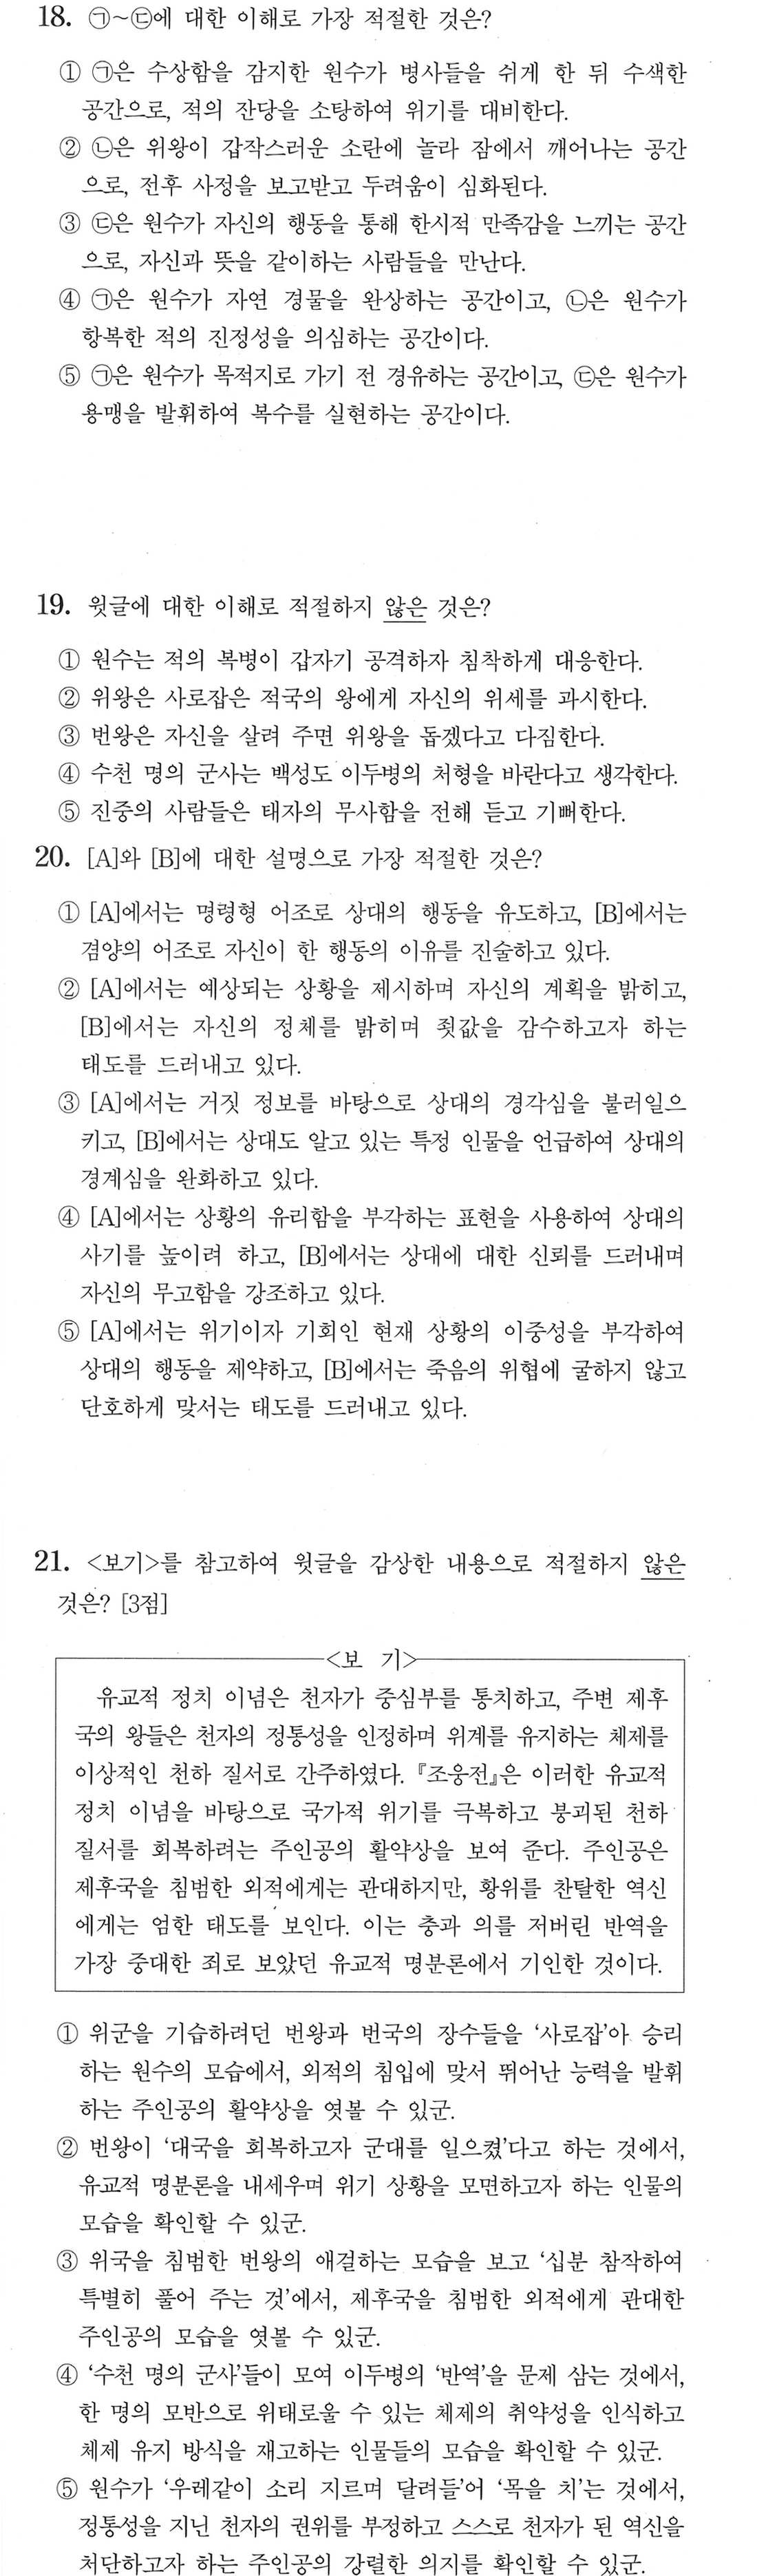 18. ㉠~㉢에 대한 이해로 가장 적절한 것은?
① ㉠은 수상함을 감지한 원수가 병사들을 쉬게 한 뒤 수색한
공간으로, 적의 잔당을 소탕하여 위기를 대비한다.
② ㉡은 위왕이 갑작스러운 소란에 놀라 잠에서 깨어나는 공간
으로, 전후 사정을 보고받고 두려움이 심화된다.
③ ㉢은 원수가 자신의 행동을 통해 한시적 만족감을 느끼는 공간
으로, 자신과 뜻을 같이하는 사람들을 만난다.
④ ㉠은 원수가 자연 경물을 완상하는 공간이고, ㉡은 원수가
항복한 적의 진정성을 의심하는 공간이다.
⑤ ㉠은 원수가 목적지로 가기 전 경유하는 공간이고, ㉢은 원수가
용맹을 발휘하여 복수를 실현하는 공간이다.
19. 윗글에 대한 이해로 적절하지 않은 것은?
① 원수는 적의 복병이 갑자기 공격하자 침착하게 대응한다.
② 위왕은 사로잡은 적국의 왕에게 자신의 위세를 과시한다.
③ 번왕은 자신을 살려 주면 위왕을 돕겠다고 다짐한다.
④ 수천 명의 군사는 백성도 이두병의 처형을 바란다고 생각한다.
⑤ 진중의 사람들은 태자의 무사함을 전해 듣고 기뻐한다.
20. [A]와 [B]에 대한 설명으로 가장 적절한 것은?
① [A]에서는 명령형 어조로 상대의 행동을 유도하고, [B]에서는
겸양의 어조로 자신이 한 행동의 이유를 진술하고 있다.
② [A]에서는 예상되는 상황을 제시하며 자신의 계획을 밝히고,
[B]에서는 자신의 정체를 밝히며 죗값을 감수하고자 하는
태도를 드러내고 있다.
③ [A]에서는 거짓 정보를 바탕으로 상대의 경각심을 불러일으
키고, [B]에서는 상대도 알고 있는 특정 인물을 언급하여 상대의
경계심을 완화하고 있다.
④ [A]에서는 상황의 유리함을 부각하는 표현을 사용하여 상대의
사기를 높이려 하고, [B]에서는 상대에 대한 신뢰를 드러내며
자신의 무고함을 강조하고 있다.
⑤ [A]에서는 위기이자 기회인 현재 상황의 이중성을 부각하여
상대의 행동을 제약하고, [B]에서는 죽음의 위협에 굴하지 않고
단호하게 맞서는 태도를 드러내고 있다.
21. <보기>를 참고하여 윗글을 감상한 내용으로 적절하지 않은
것은? [3점]
<보 기>
유교적 정치 이념은 천자가 중심부를 통치하고, 주변 제후
국의 왕들은 천자의 정통성을 인정하며 위계를 유지하는 체제를
이상적인 천하 질서로 간주하였다. 『조웅전』은 이러한 유교적
정치 이념을 바탕으로 국가적 위기를 극복하고 붕괴된 천하
질서를 회복하려는 주인공의 활약상을 보여 준다. 주인공은
제후국을 침범한 외적에게는 관대하지만, 황위를 찬탈한 역신
에게는 엄한 태도를 보인다. 이는 충과 의를 저버린 반역을
가장 중대한 죄로 보았던 유교적 명분론에서 기인한 것이다.
① 위군을 기습하려던 번왕과 번국의 장수들을 ‘사로잡’아 승리
하는 원수의 모습에서, 외적의 침입에 맞서 뛰어난 능력을 발휘
하는 주인공의 활약상을 엿볼 수 있군.
② 번왕이 ‘대국을 회복하고자 군대를 일으켰’다고 하는 것에서,
유교적 명분론을 내세우며 위기 상황을 모면하고자 하는 인물의
모습을 확인할 수 있군.
③ 위국을 침범한 번왕의 애걸하는 모습을 보고 ‘십분 참작하여
특별히 풀어 주는 것’에서, 제후국을 침범한 외적에게 관대한
주인공의 모습을 엿볼 수 있군.
④ ‘수천 명의 군사’들이 모여 이두병의 ‘반역’을 문제 삼는 것에서,
한 명의 모반으로 위태로울 수 있는 체제의 취약성을 인식하고
체제 유지 방식을 재고하는 인물들의 모습을 확인할 수 있군.
⑤ 원수가 ‘우레같이 소리 지르며 달려들’어 ‘목을 치’는 것에서,
정통성을 지닌 천자의 권위를 부정하고 스스로 천자가 된 역신을
처단하고자 하는 주인공의 강렬한 의지를 확인할 수 있군.